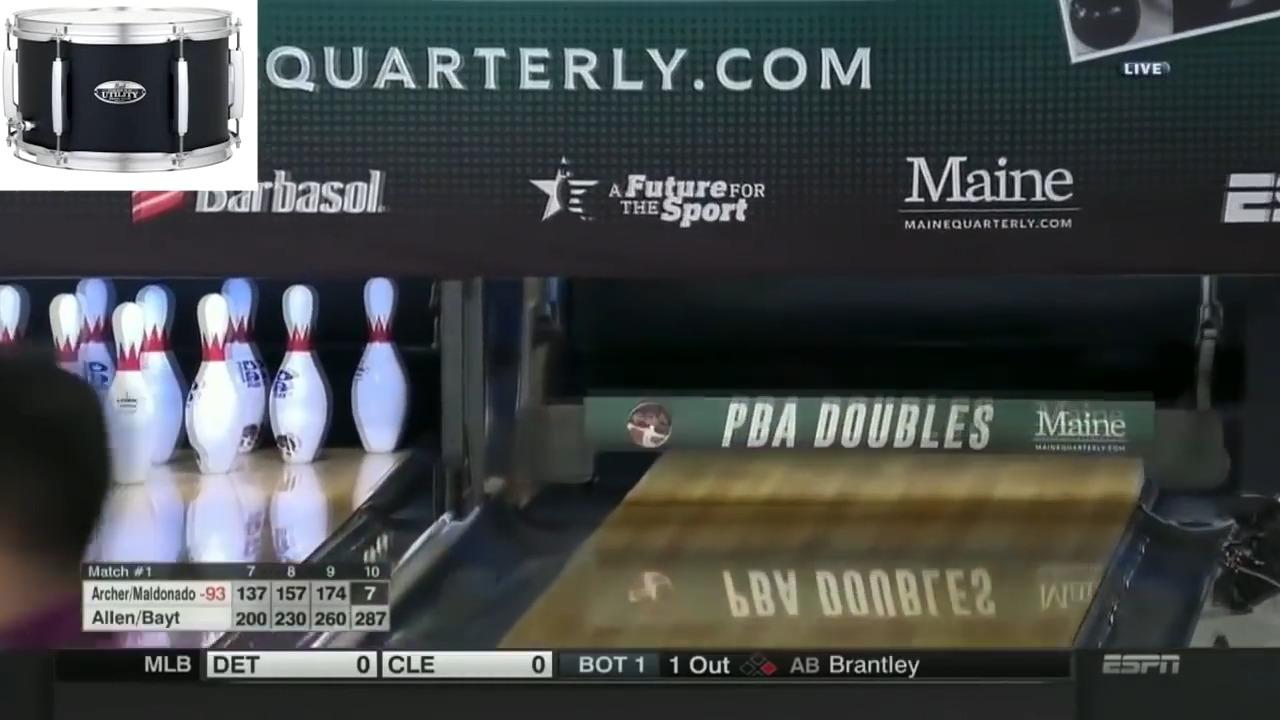 UTILITY
QUARTERLY.COM
LIVE
Barbasol
A Future FOR
THE Sport
Maine
MAINEQUARTERLY.COM
PBA DOUBLES
Maine
MAINEQUARTERLY.COM
Match #1 7 8 9 10
Archer/Maldonado -93 137 157 174 7
Allen/Bayt 200 230 260 287
MLB DET 0 CLE 0 BOT 1 1 Out AB Brantley
ESPN